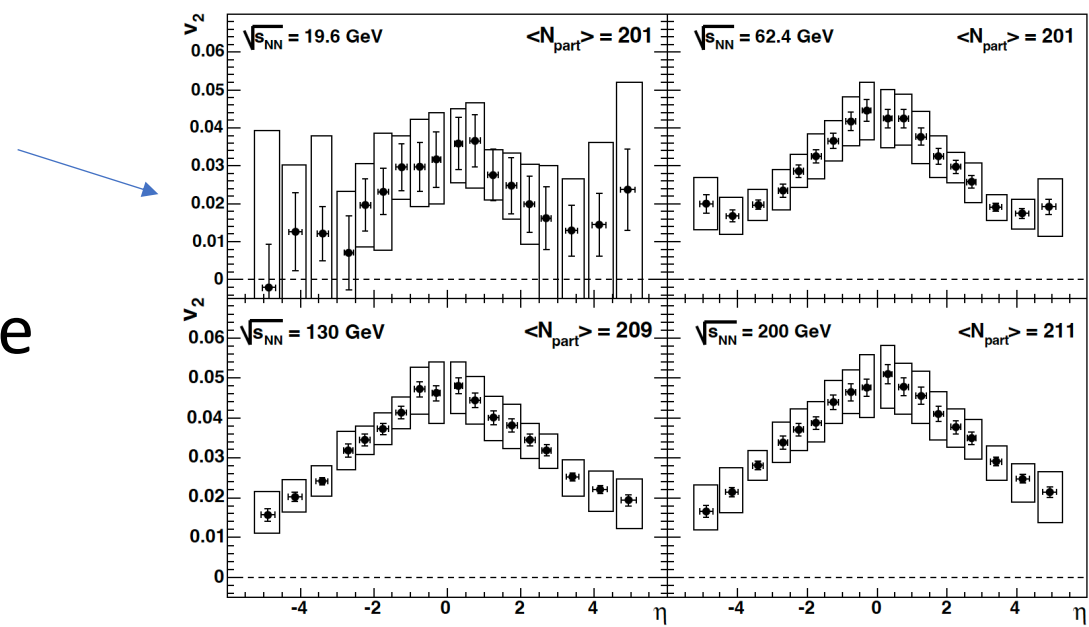 v2
√sNN = 19.6 GeV <Npart> = 201
√sNN = 62.4 GeV <Npart> = 201
0.06
0.05
0.04
0.03
0.02
0.01
0
v2
√sNN = 130 GeV <Npart> = 209
√sNN = 200 GeV <Npart> = 211
0.06
0.05
0.04
0.03
0.02
0.01
0
-4 -2 0 2 4 η
-4 -2 0 2 4 η
e